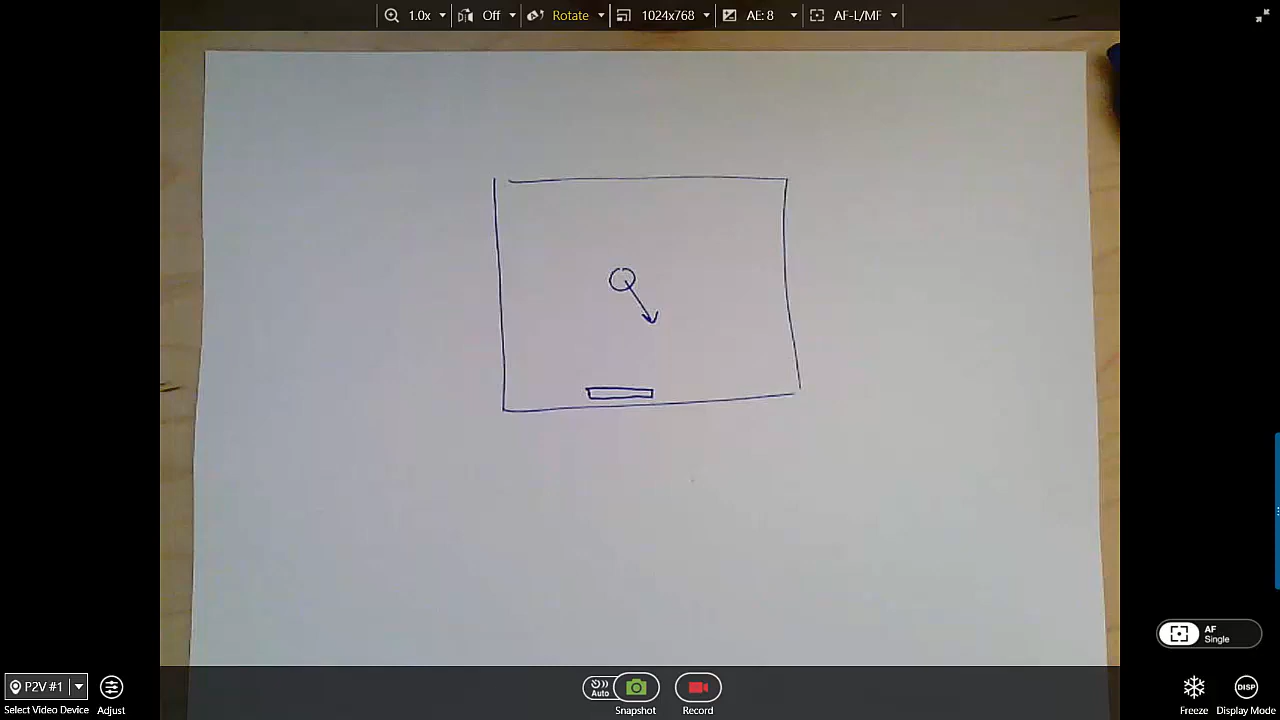 1.0x Off Rotate 1024x768 AE: 8 AF-L/MF
AF
Single
P2V #1
Auto
DISP
Select Video Device Adjust Snapshot Record Freeze Display Mode